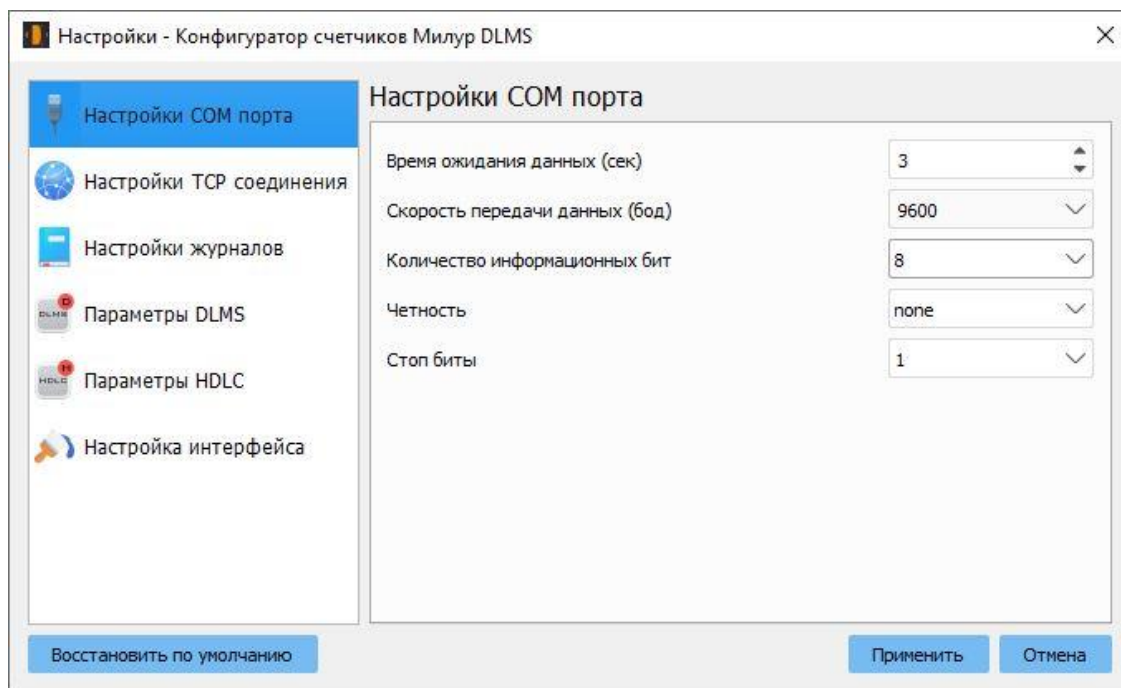 Настройки - Конфигуратор счетчиков Милур DLMS
Настройки COM порта
Настройки TCP соединения
Настройки журналов
DLMS
D
Параметры DLMS
HDLC
H
Параметры HDLC
Настройка интерфейса
Настройки COM порта
Время ожидания данных (сек) 3
Скорость передачи данных (бод) 9600
Количество информационных бит 8
Четность none
Стоп биты 1
Восстановить по умолчанию Применить Отмена